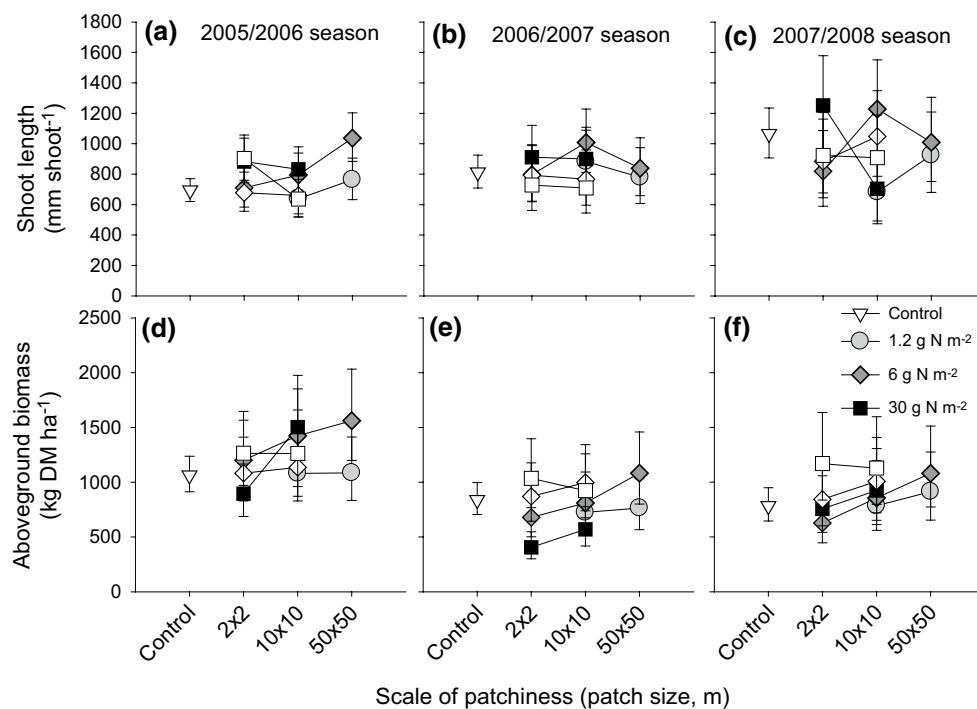 (a) 2005/2006 season
(b) 2006/2007 season
(c) 2007/2008 season
Shoot length
(mm shoot⁻¹)
1800
1600
1400
1200
1000
800
600
400
200
0
(d)
(e)
(f)
Control
1.2 g N m⁻²
6 g N m⁻²
30 g N m⁻²
Aboveground biomass
(kg DM ha⁻¹)
2500
2000
1500
1000
500
0
Control
2x2
10x10
50x50
Control
2x2
10x10
50x50
Control
2x2
10x10
50x50
Scale of patchiness (patch size, m)